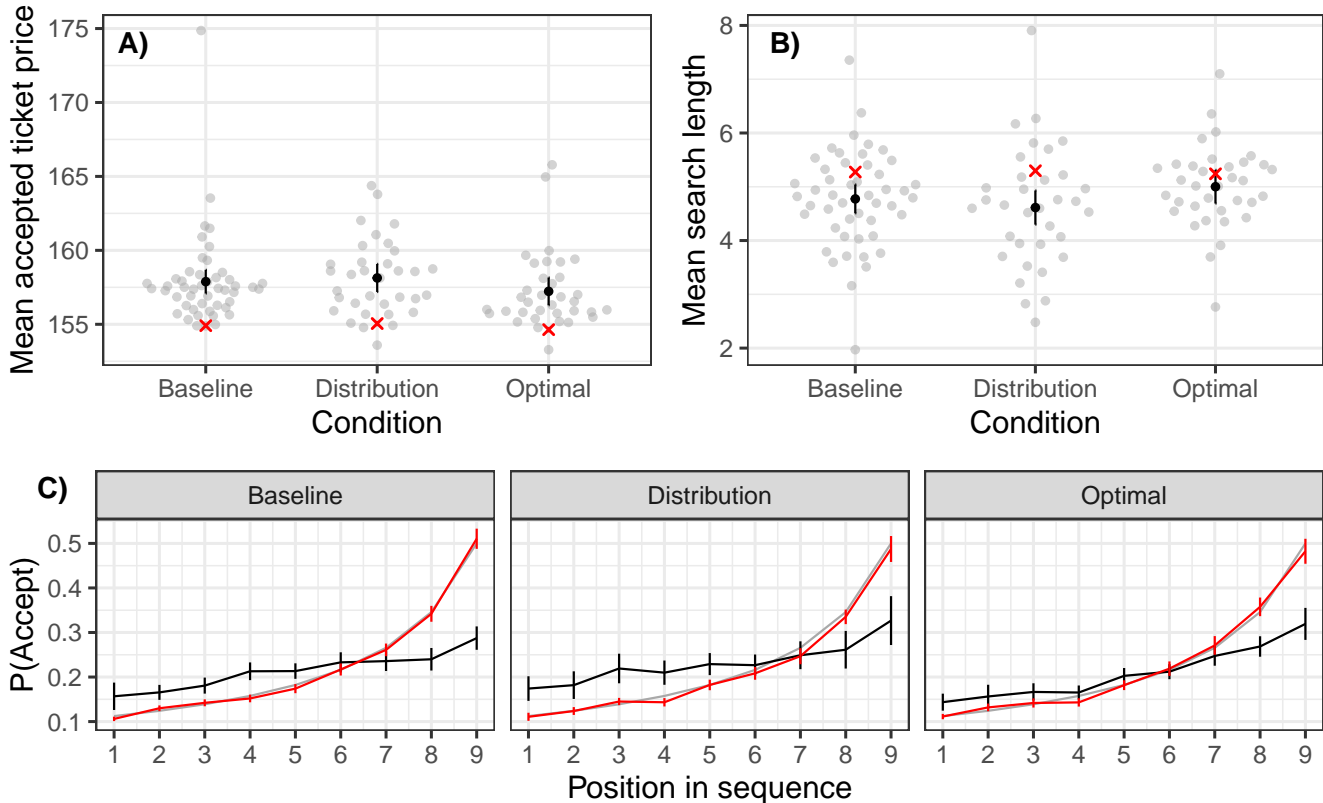 A)
Mean accepted ticket price
175
170
165
160
155
Baseline Distribution Optimal
Condition
B)
Mean search length
8
6
4
2
Baseline Distribution Optimal
Condition
C)
Baseline Distribution Optimal
P(Accept)
0.5
0.4
0.3
0.2
0.1
1 2 3 4 5 6 7 8 9 1 2 3 4 5 6 7 8 9 1 2 3 4 5 6 7 8 9
Position in sequence